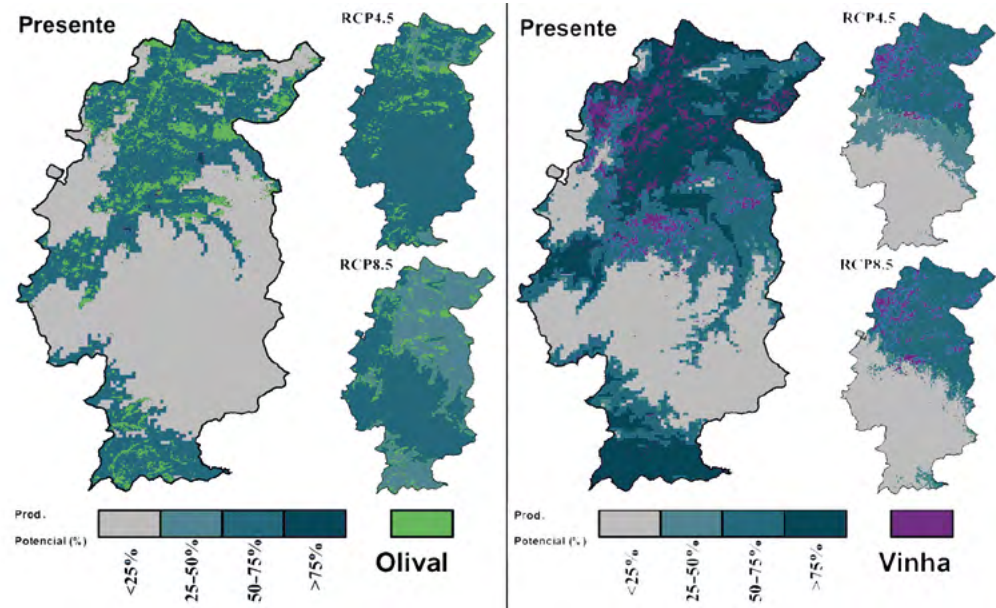 Presente
RCP4.5
RCP8.5
Prod.
Potencial (%)
<25%
25-50%
50-75%
>75%
Olival
Presente
RCP4.5
RCP8.5
Prod.
Potencial (%)
<25%
25-50%
50-75%
>75%
Vinha